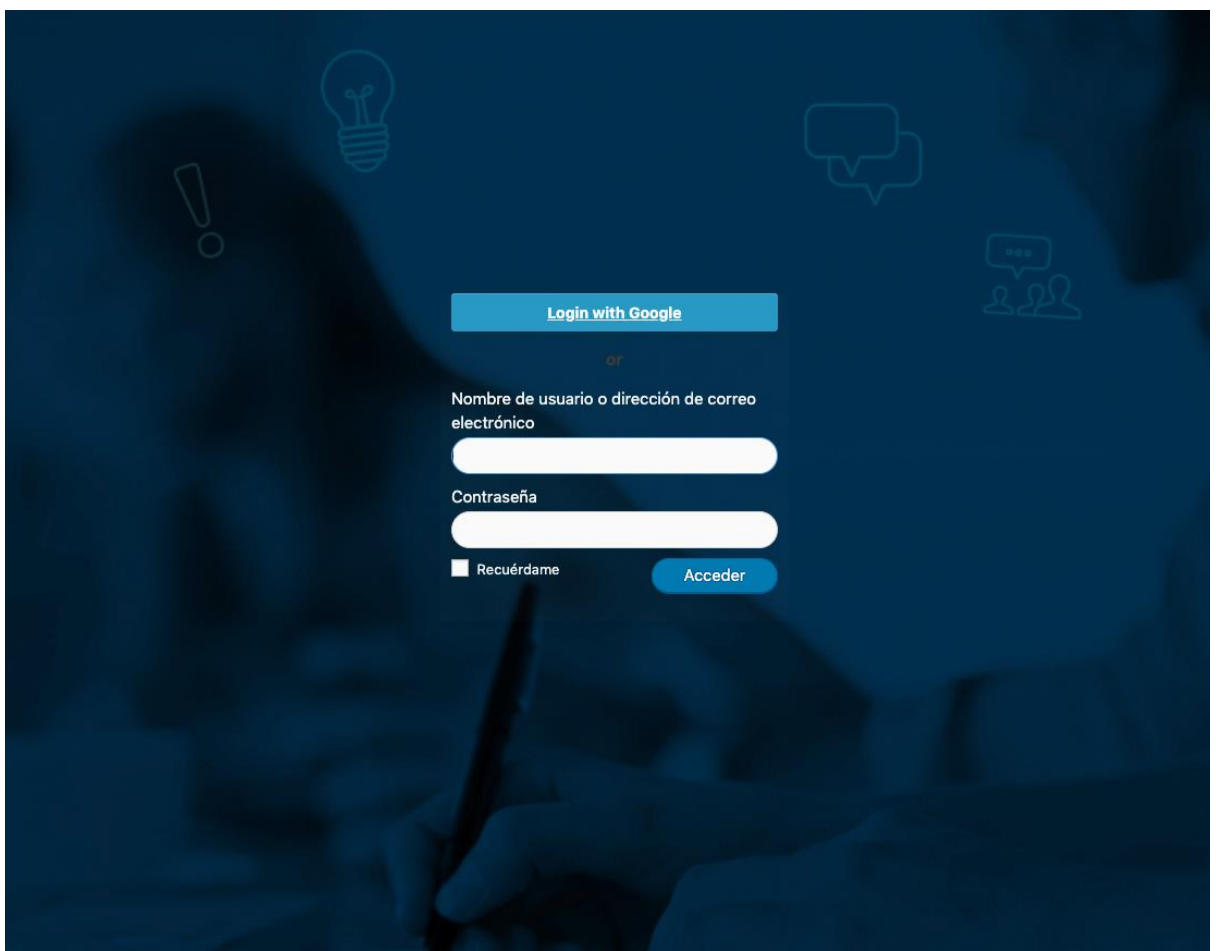 Login with Google
or
Nombre de usuario o dirección de correo
electrónico
Contraseña
Recuérdame
Acceder